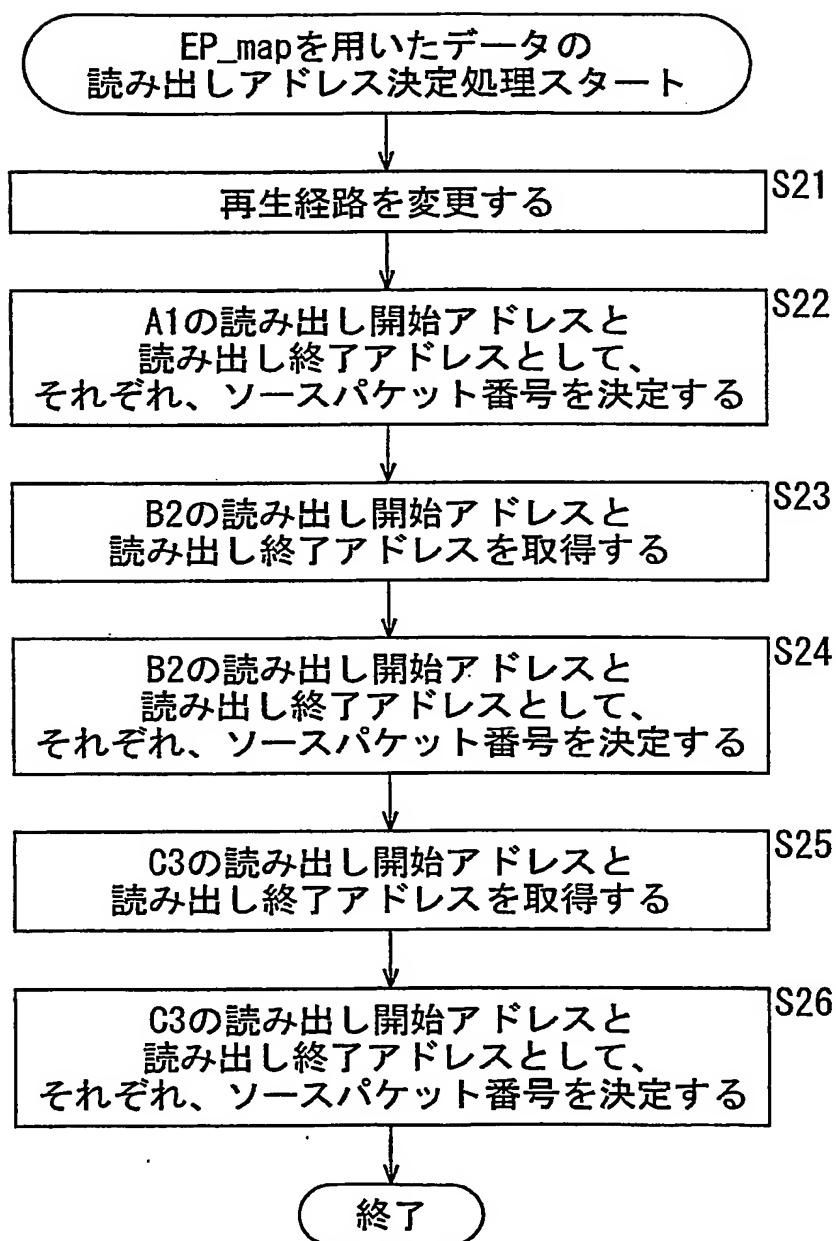 EP_mapを用いたデータの
読み出しアドレス決定処理スタート
S21
再生経路を変更する
S22
A1の読み出し開始アドレスと
読み出し終了アドレスとして、
それぞれ、ソースパケット番号を決定する
S23
B2の読み出し開始アドレスと
読み出し終了アドレスを取得する
S24
B2の読み出し開始アドレスと
読み出し終了アドレスとして、
それぞれ、ソースパケット番号を決定する
S25
C3の読み出し開始アドレスと
読み出し終了アドレスを取得する
S26
C3の読み出し開始アドレスと
読み出し終了アドレスとして、
それぞれ、ソースパケット番号を決定する
終了